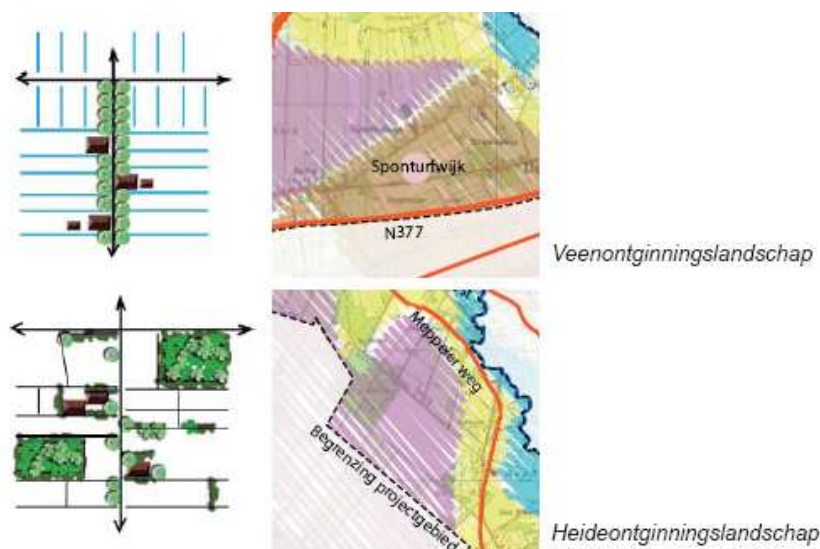 Sponturfwijk
N377
Veenontginningslandschap
Meppeler weg
Begrenzing projectgebied
Heideontginningslandschap